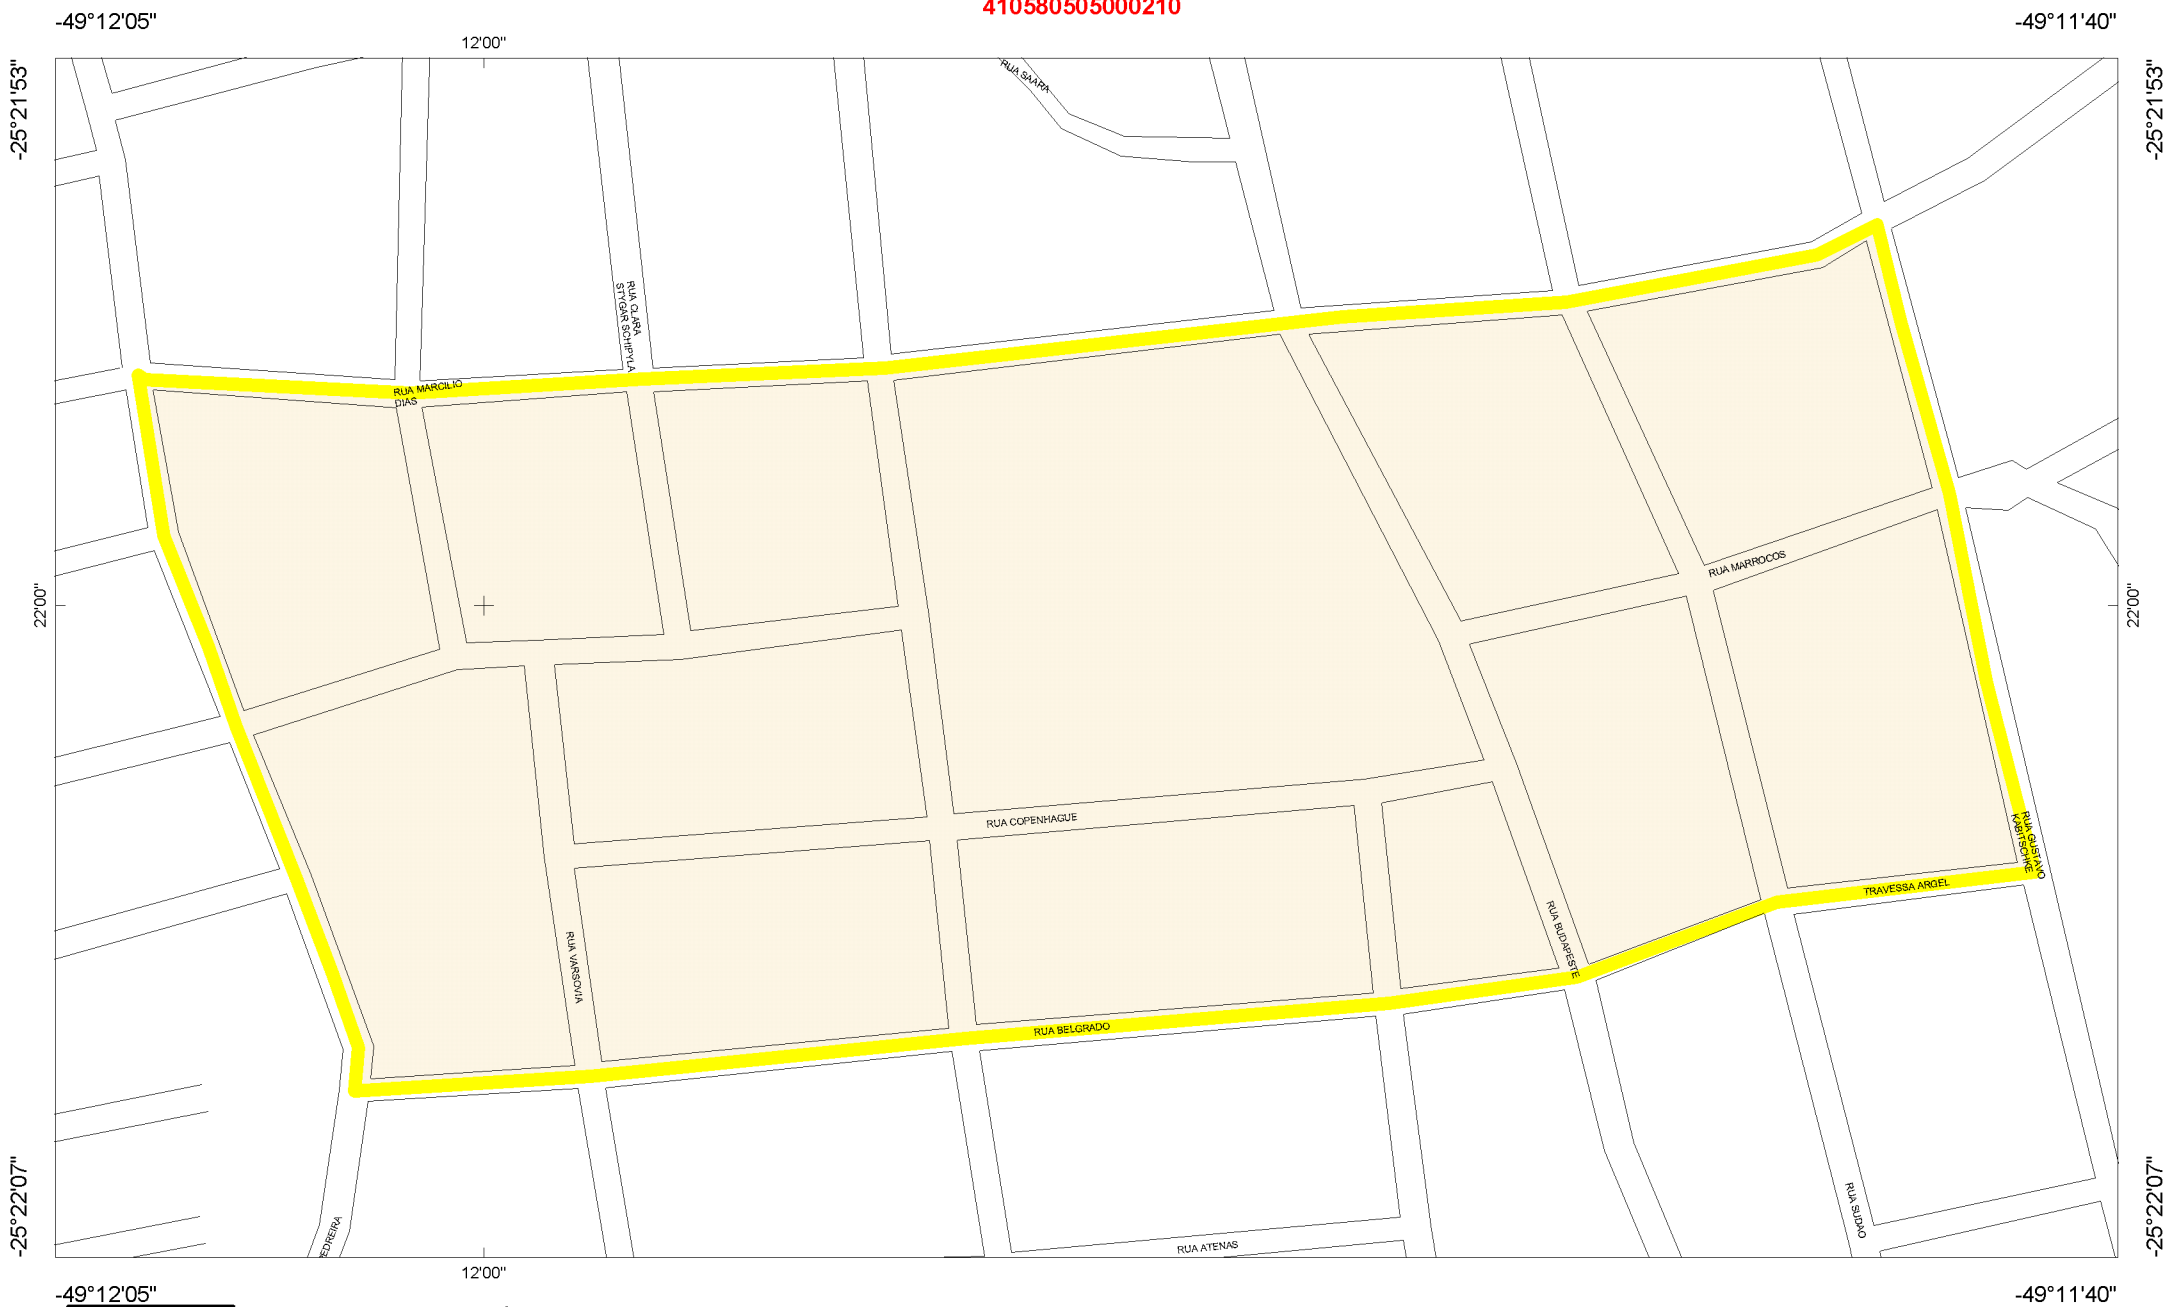 410580505000210
-49°12'05"
-49°11'40"
12'00"
-25°21'53"
-25°21'53"
RUA SAARA
RUA CLARA
STYGAR SCHIPYLA
RUA MARCILIO
DIAS
RUA MARROCOS
22'00"
22'00"
RUA COPENHAGUE
RUA GUSTAVO
KABITSCHKE
TRAVESSA ARGEL
RUA BUDAPESTE
RUA VARSOVIA
RUA BELGRADO
RUA SUDAO
EDREIRA
RUA ATENAS
-25°22'07"
-25°22'07"
12'00"
-49°12'05"
-49°11'40"